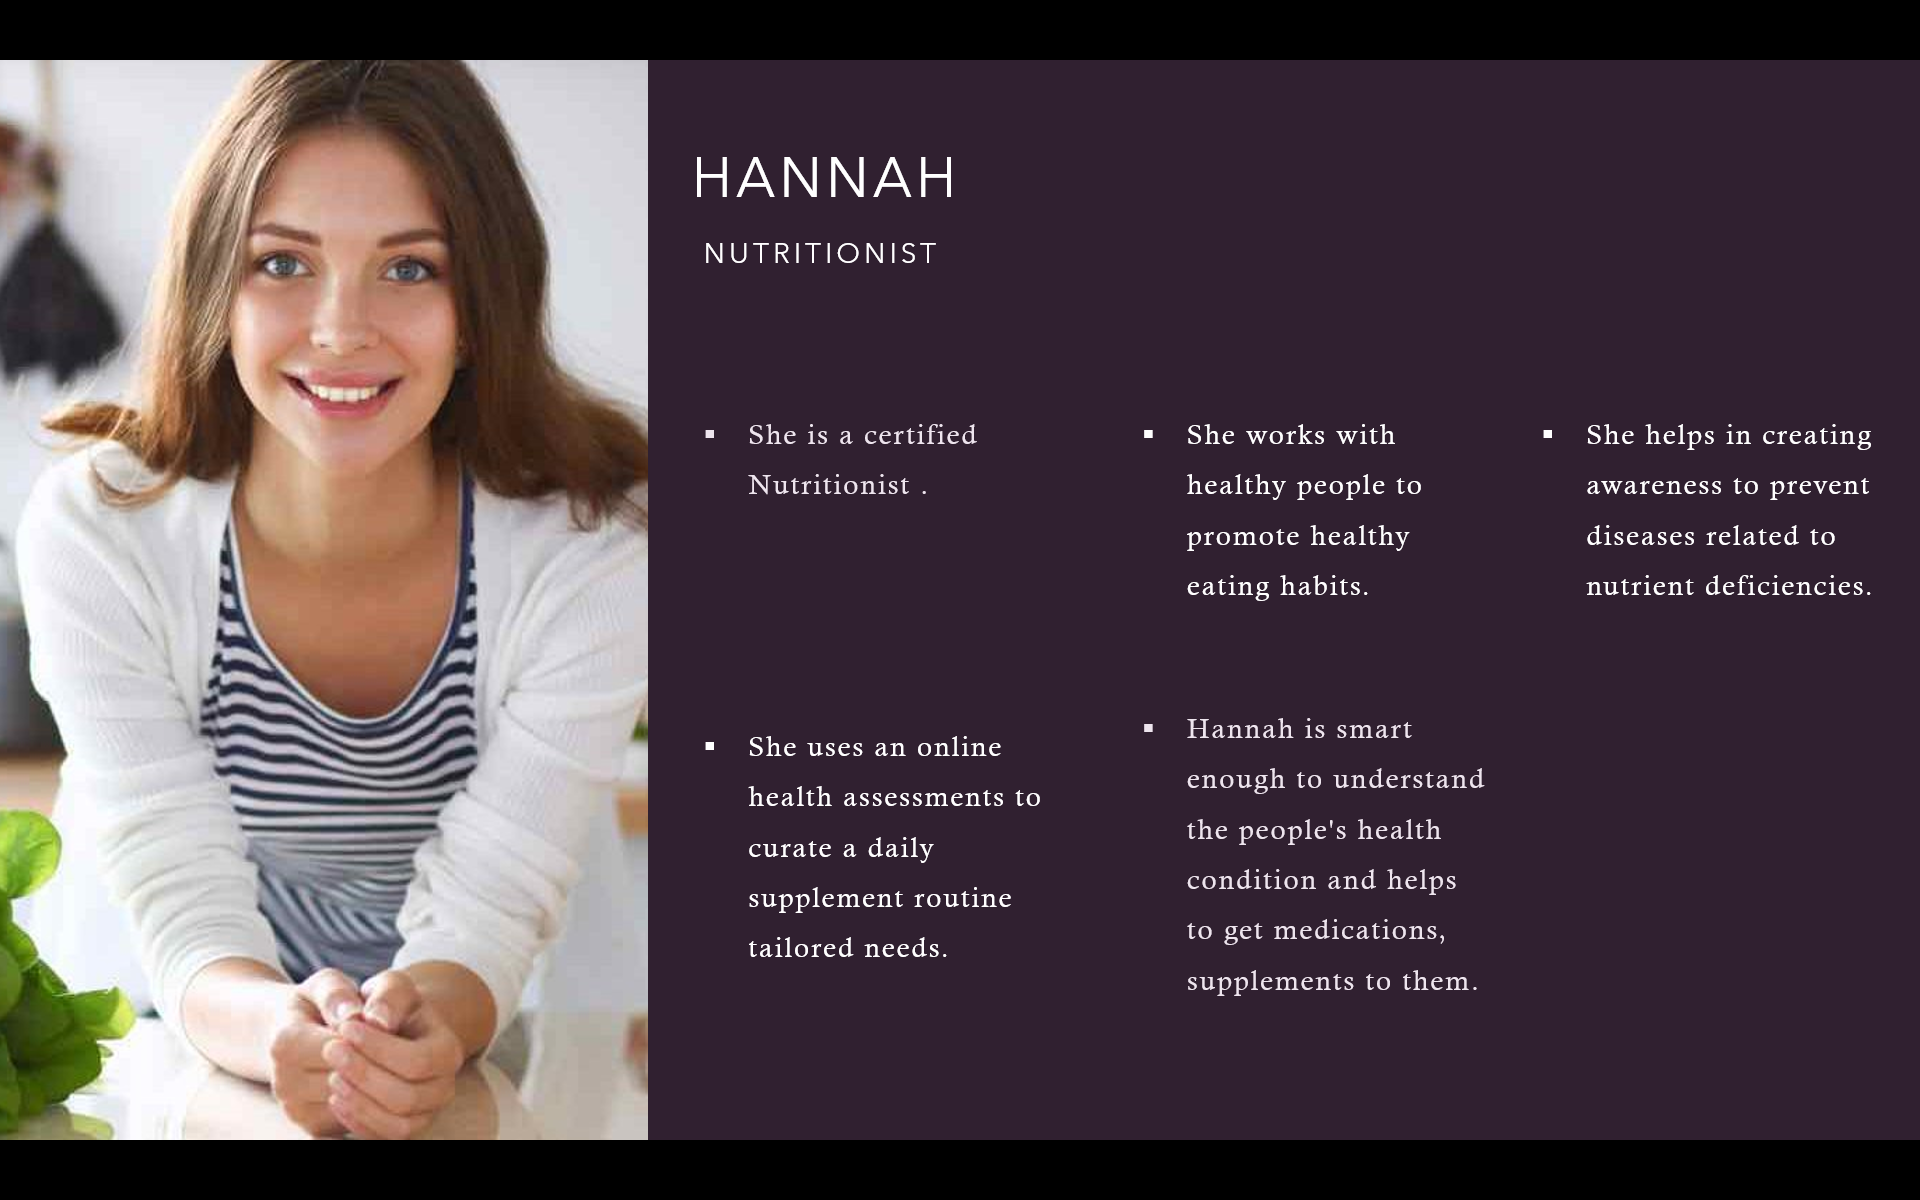 HANNAH
NUTRITIONIST
▪ She is a certified
Nutritionist .
▪ She works with
healthy people to
promote healthy
eating habits.
▪ She helps in creating
awareness to prevent
diseases related to
nutrient deficiencies.
▪ She uses an online
health assessments to
curate a daily
supplement routine
tailored needs.
▪ Hannah is smart
enough to understand
the people's health
condition and helps
to get medications,
supplements to them.